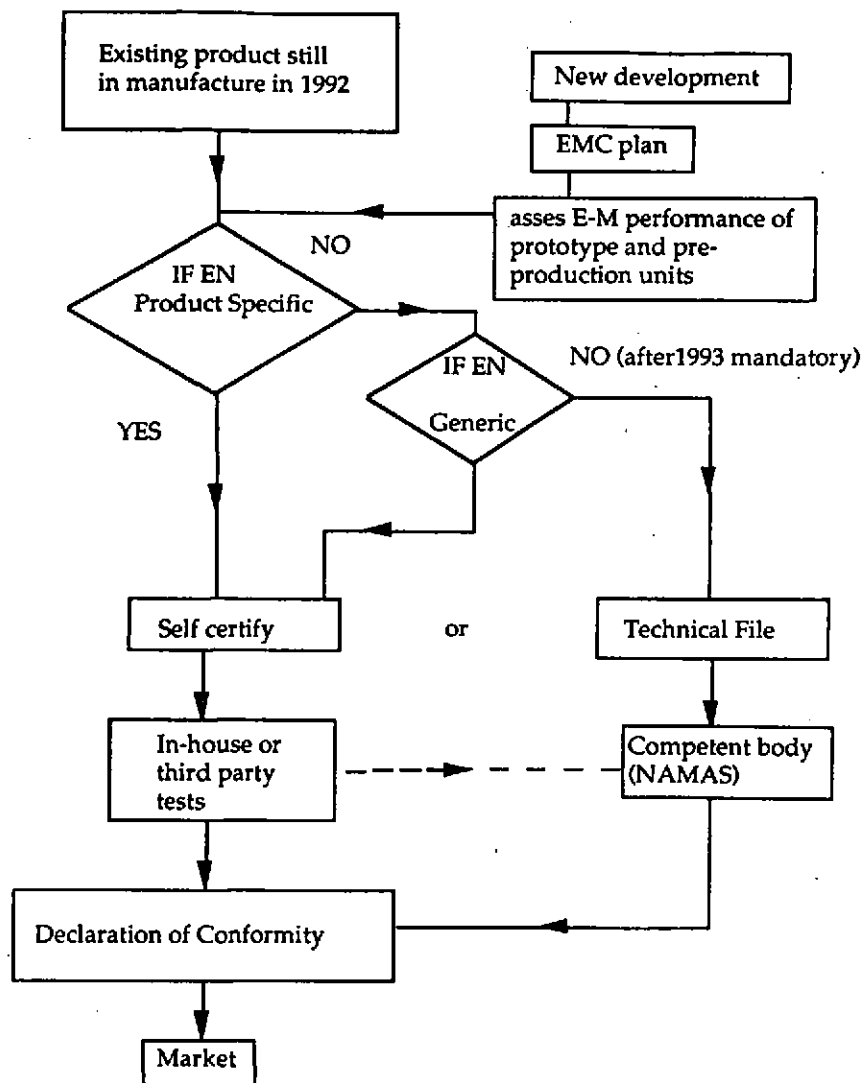 Existing product still
in manufacture in 1992
New development
EMC plan
asses E-M performance of
prototype and pre-
production units
NO
IF EN
Product Specific
NO (after1993 mandatory)
IF EN
Generic
YES
Self certify
or
Technical File
In-house or
third party
tests
Competent body
(NAMAS)
Declaration of Conformity
Market